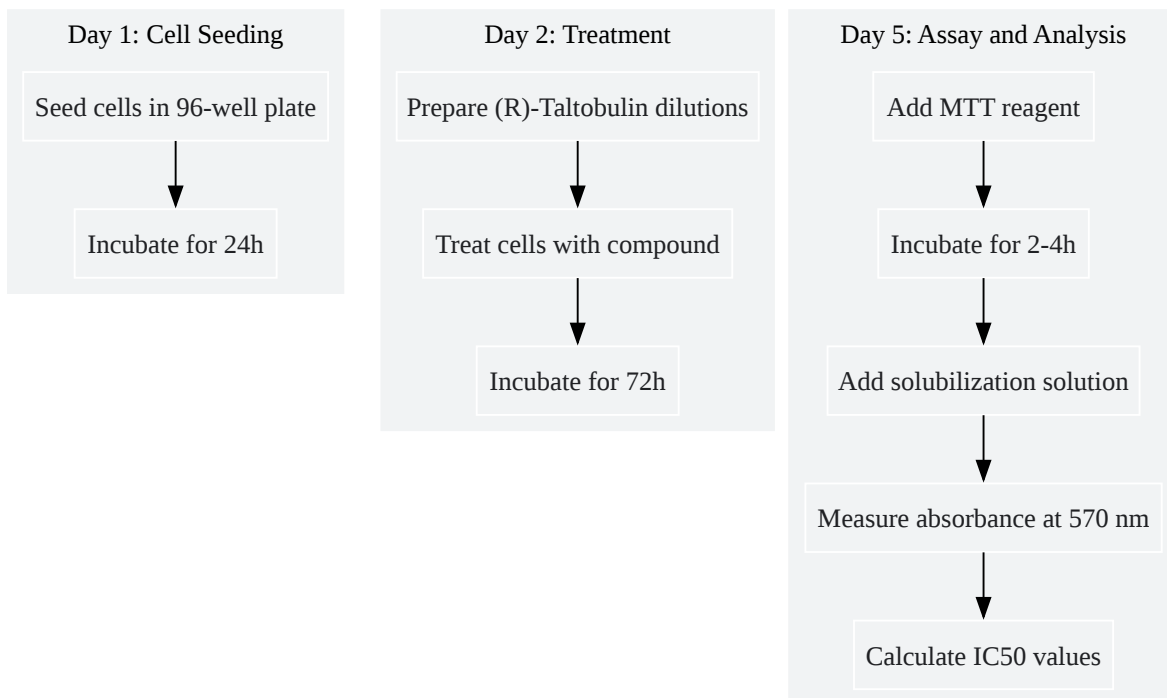 Day 1: Cell Seeding
Seed cells in 96-well plate
Incubate for 24h
Day 2: Treatment
Prepare (R)-Taltobulin dilutions
Treat cells with compound
Incubate for 72h
Day 5: Assay and Analysis
Add MTT reagent
Incubate for 2-4h
Add solubilization solution
Measure absorbance at 570 nm
Calculate IC50 values